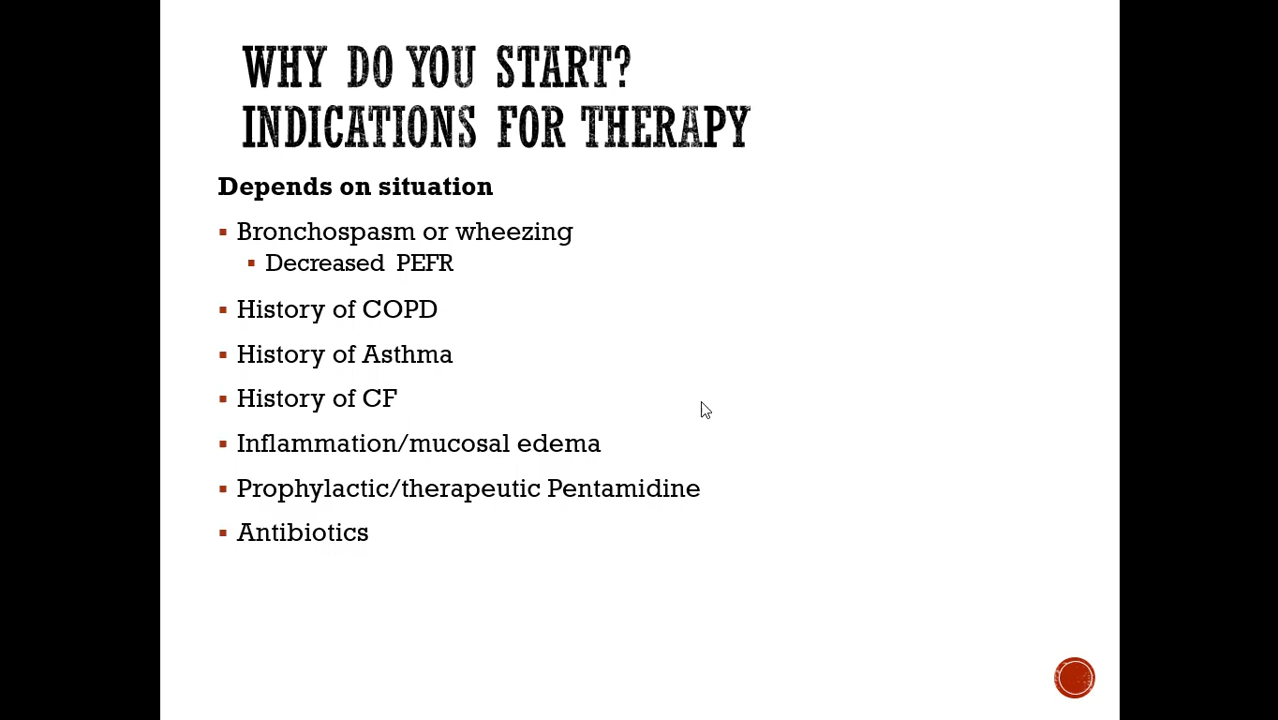 WHY DO YOU START?
INDICATIONS FOR THERAPY
Depends on situation
▪ Bronchospasm or wheezing
▪ Decreased PEFR
▪ History of COPD
▪ History of Asthma
▪ History of CF
▪ Inflammation/mucosal edema
▪ Prophylactic/therapeutic Pentamidine
▪ Antibiotics